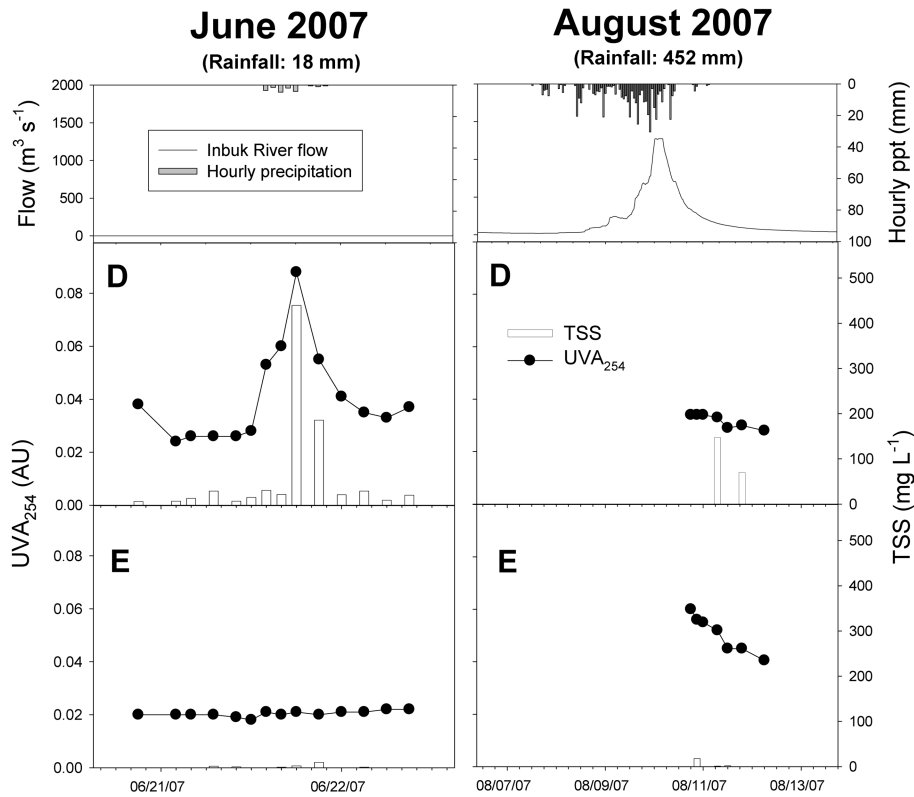 June 2007
(Rainfall: 18 mm)
August 2007
(Rainfall: 452 mm)
Flow (m³ s⁻¹)
2000
1500
1000
500
0
Inbuk River flow
Hourly precipitation
0
20
40
60
80
100
Hourly ppt (mm)
D
0.08
0.06
0.04
0.02
0.00
D
TSS
UVA₂₅₄
500
400
300
200
100
0
UVA₂₅₄ (AU)
TSS (mg L⁻¹)
E
0.08
0.06
0.04
0.02
0.00
E
500
400
300
200
100
0
06/21/07 06/22/07
08/07/07 08/09/07 08/11/07 08/13/07